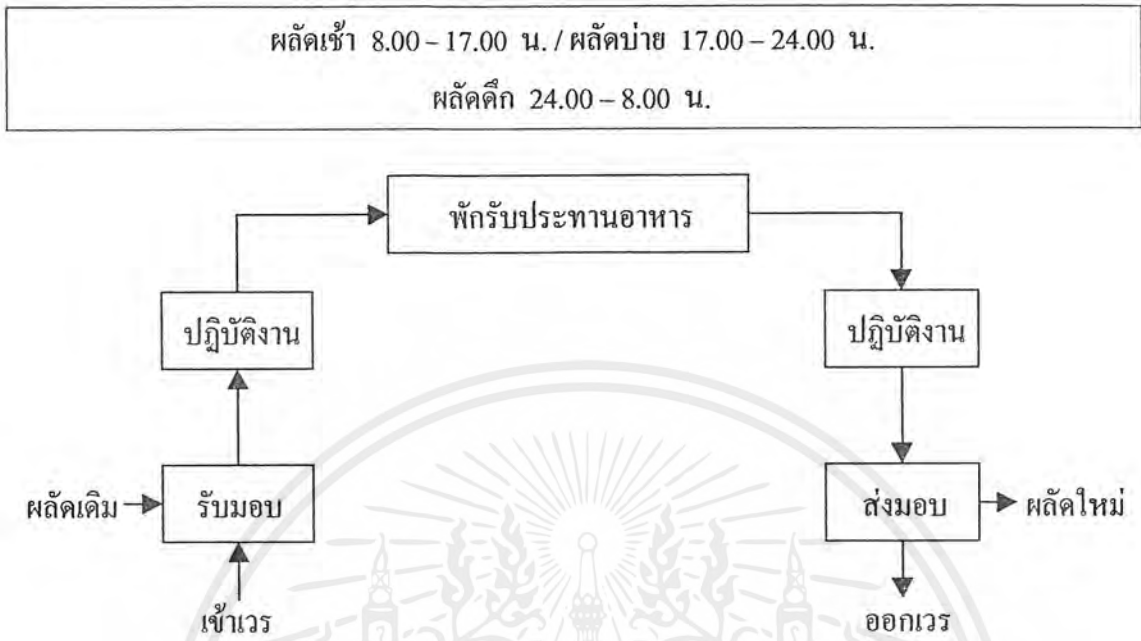 ผลัดเช้า 8.00 – 17.00 น. / ผลัดบ่าย 17.00 – 24.00 น.
ผลัดดึก 24.00 – 8.00 น.
พักรับประทานอาหาร
ปฏิบัติงาน
ปฏิบัติงาน
ผลัดเดิม
รับมอบ
ส่งมอบ
ผลัดใหม่
เข้าเวร
ออกเวร